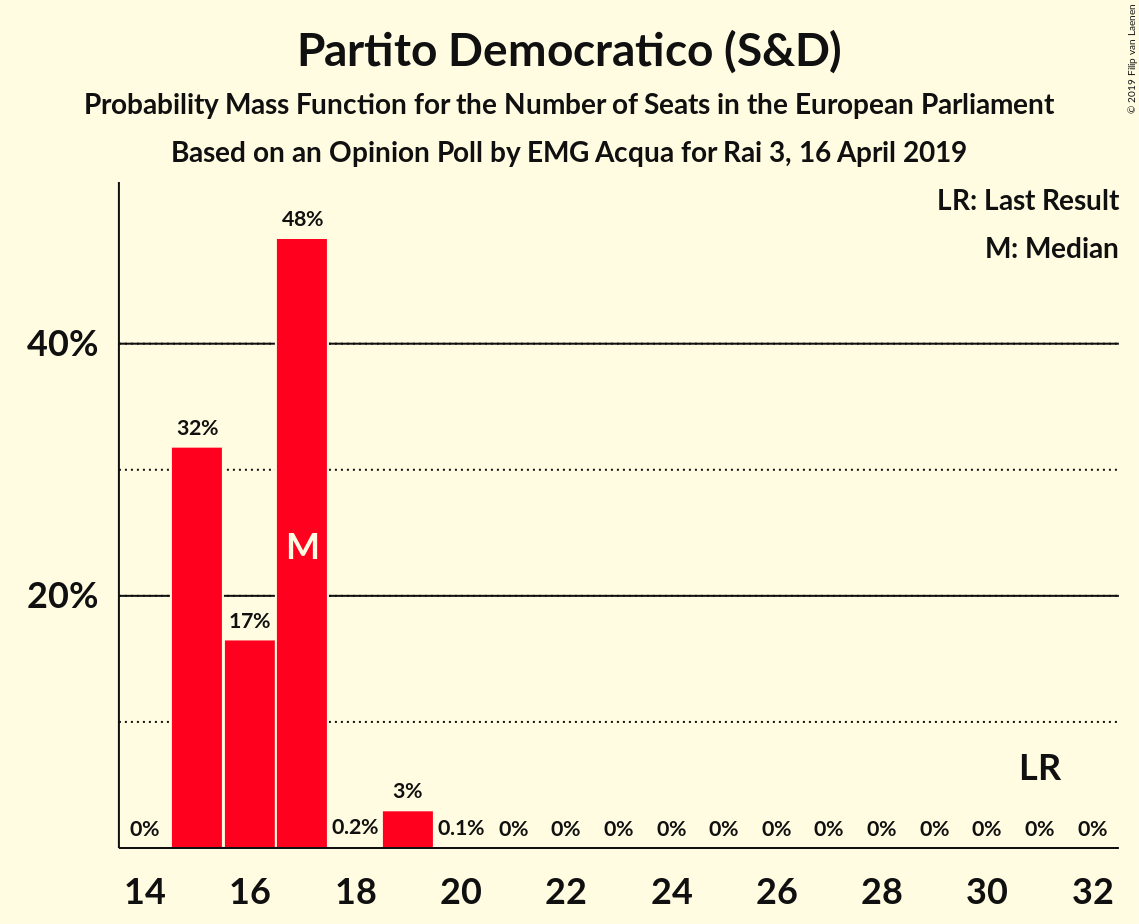 Partito Democratico (S&D)
Probability Mass Function for the Number of Seats in the European Parliament
Based on an Opinion Poll by EMG Acqua for Rai 3, 16 April 2019
© 2019 Filip van Laenen
LR: Last Result
M: Median
48%
40%
32%
M
20%
17%
LR
3%
0% 0.2% 0.1% 0% 0% 0% 0% 0% 0% 0% 0% 0% 0% 0% 0%
14 16 18 20 22 24 26 28 30 32